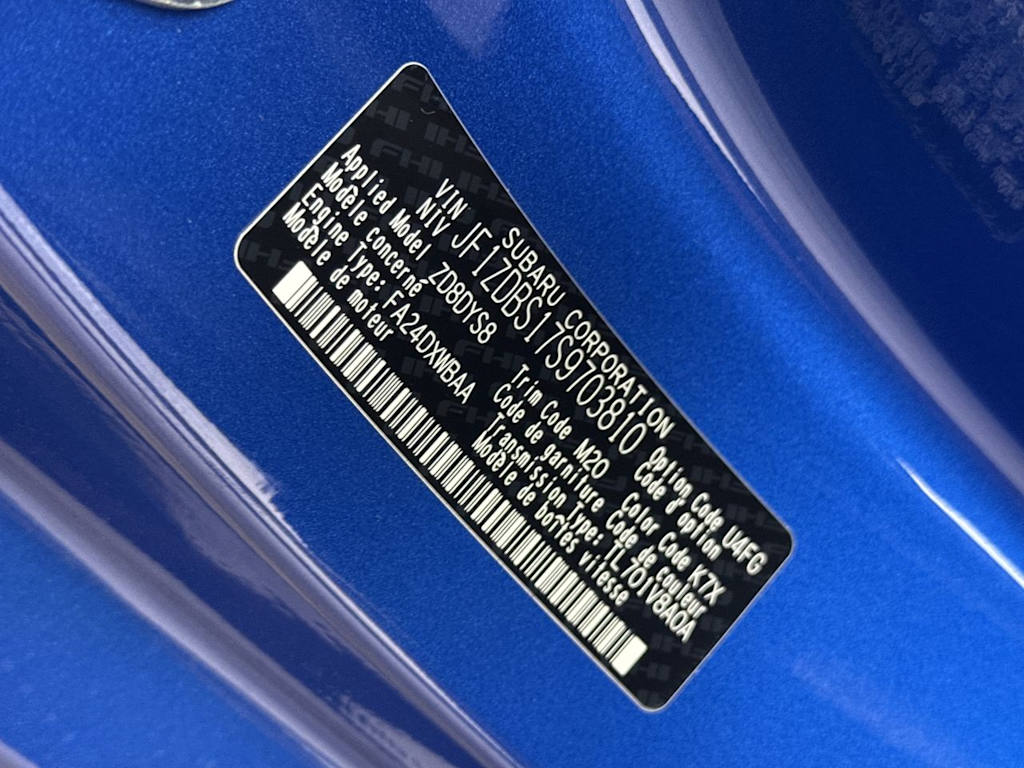 SUBARU CORPORATION
VIN
NIV JF1ZDBS17S9703810
Option Code U4FG
Code d'option
Applied Model ZD8DYS8
Modèle concerné
Trim Code M20
Code de garniture
Color Code K7X
Code de couleur
Engine Type: FA24DXWBAA
Modèle de moteur
Transmission Type: TL70IVBA0A
Modèle de boîtes vitesse
FHI